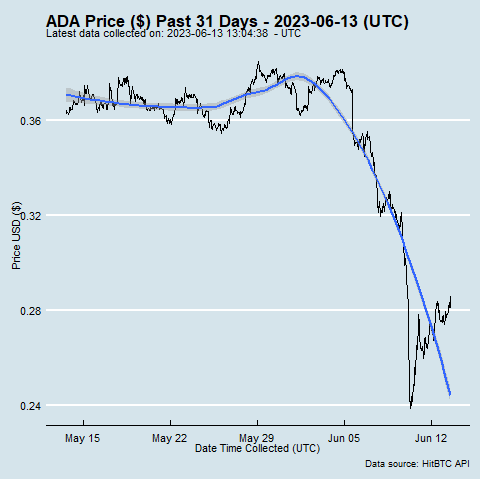 ADA Price ($) Past 31 Days - 2023-06-13 (UTC)
Latest data collected on: 2023-06-13 13:04:38 - UTC
Price USD ($)
0.36
0.32
0.28
0.24
May 15 May 22 May 29 Jun 05 Jun 12
Date Time Collected (UTC)
Data source: HitBTC API